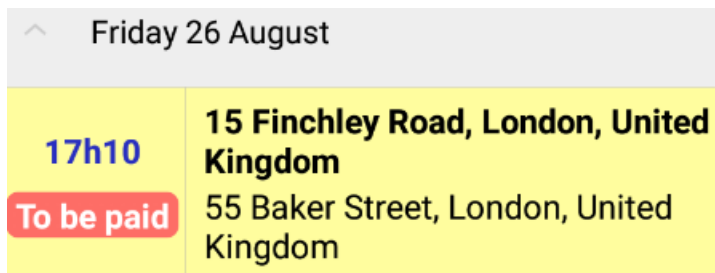 Friday 26 August
17h10
To be paid
15 Finchley Road, London, United
Kingdom
55 Baker Street, London, United
Kingdom